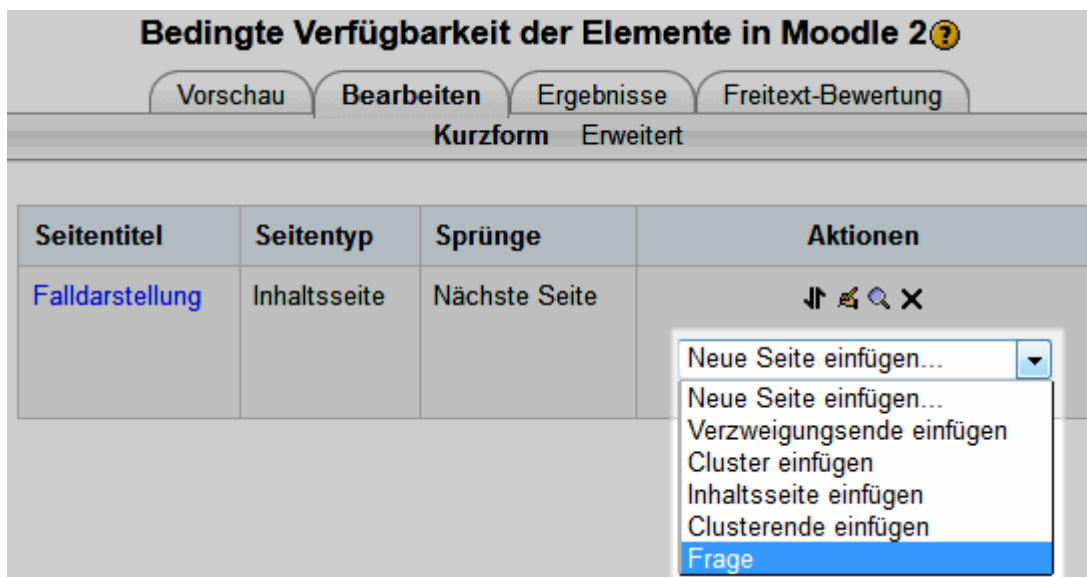 Bedingte Verfügbarkeit der Elemente in Moodle 2
Vorschau Bearbeiten Ergebnisse Freitext-Bewertung
Kurzform Erweitert
Seitentitel Seitentyp Sprünge Aktionen
Falldarstellung Inhaltsseite Nächste Seite
Neue Seite einfügen...
Neue Seite einfügen...
Verzweigungsende einfügen
Cluster einfügen
Inhaltsseite einfügen
Clusterende einfügen
Frage